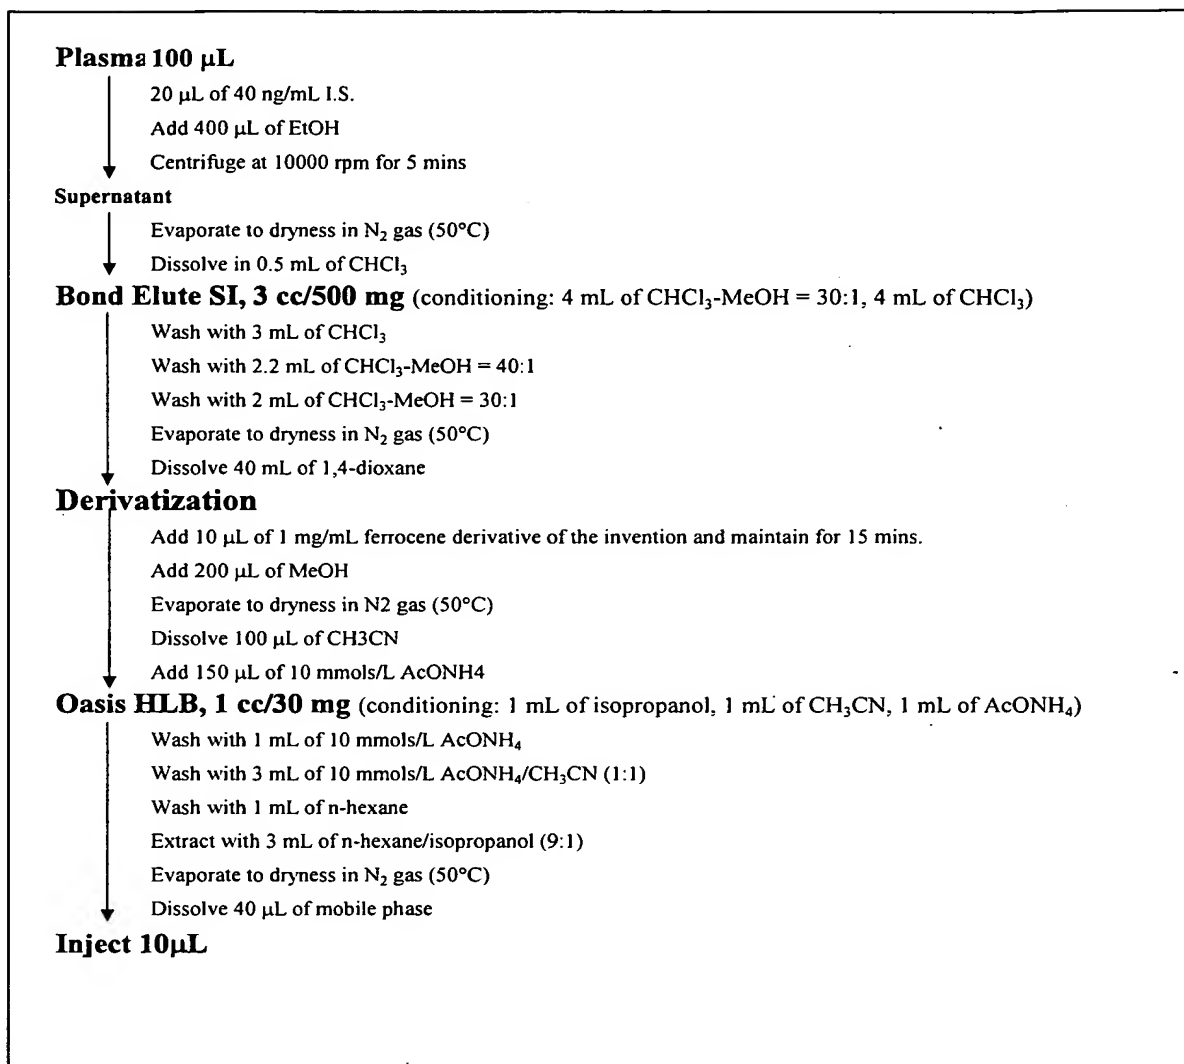 Plasma 100 µL
20 µL of 40 ng/mL I.S.
Add 400 µL of EtOH
Centrifuge at 10000 rpm for 5 mins
Supernatant
Evaporate to dryness in N₂ gas (50°C)
Dissolve in 0.5 mL of CHCl₃
Bond Elute SI, 3 cc/500 mg (conditioning: 4 mL of CHCl₃-MeOH = 30:1, 4 mL of CHCl₃)
Wash with 3 mL of CHCl₃
Wash with 2.2 mL of CHCl₃-MeOH = 40:1
Wash with 2 mL of CHCl₃-MeOH = 30:1
Evaporate to dryness in N₂ gas (50°C)
Dissolve 40 mL of 1,4-dioxane
Derivatization
Add 10 µL of 1 mg/mL ferrocene derivative of the invention and maintain for 15 mins.
Add 200 µL of MeOH
Evaporate to dryness in N2 gas (50°C)
Dissolve 100 µL of CH3CN
Add 150 µL of 10 mmols/L AcONH4
Oasis HLB, 1 cc/30 mg (conditioning: 1 mL of isopropanol, 1 mL of CH₃CN, 1 mL of AcONH₄)
Wash with 1 mL of 10 mmols/L AcONH₄
Wash with 3 mL of 10 mmols/L AcONH₄/CH₃CN (1:1)
Wash with 1 mL of n-hexane
Extract with 3 mL of n-hexane/isopropanol (9:1)
Evaporate to dryness in N₂ gas (50°C)
Dissolve 40 µL of mobile phase
Inject 10µL